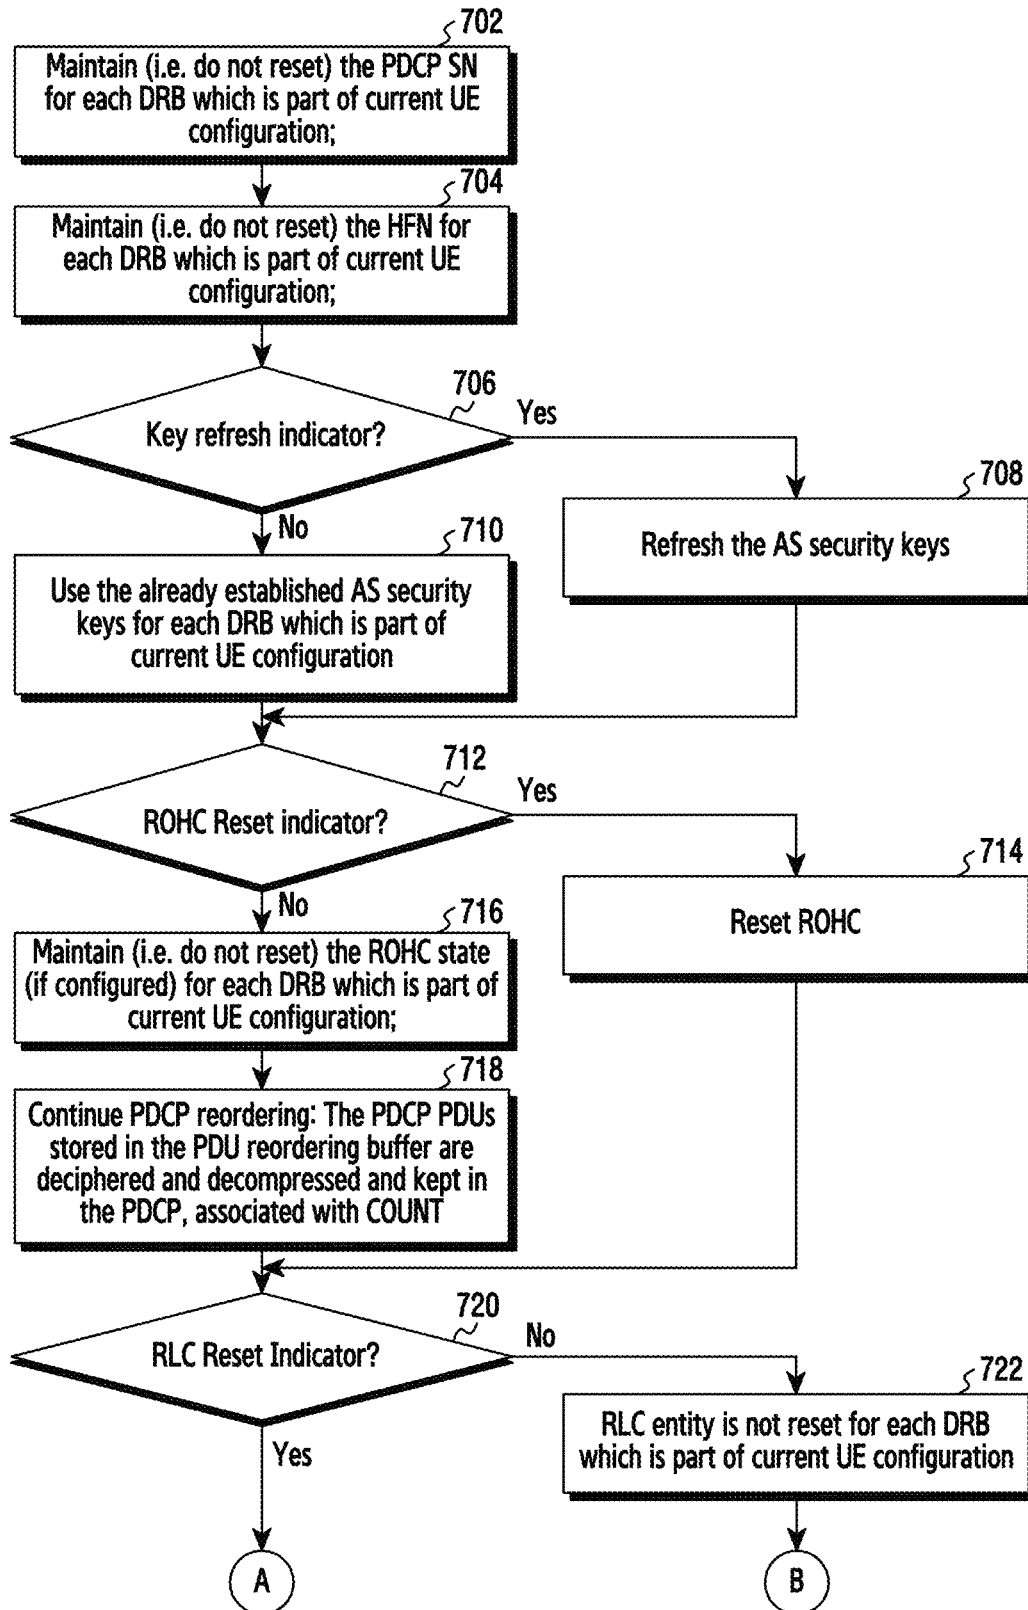 702
Maintain (i.e. do not reset) the PDCP SN
for each DRB which is part of current UE
configuration;
704
Maintain (i.e. do not reset) the HFN for
each DRB which is part of current UE
configuration;
706
Key refresh indicator?
Yes
708
Refresh the AS security keys
No
710
Use the already established AS security
keys for each DRB which is part of
current UE configuration
712
ROHC Reset indicator?
Yes
714
Reset ROHC
No
716
Maintain (i.e. do not reset) the ROHC state
(if configured) for each DRB which is part of
current UE configuration;
718
Continue PDCP reordering: The PDCP PDUs
stored in the PDU reordering buffer are
deciphered and decompressed and kept in
the PDCP, associated with COUNT
720
RLC Reset Indicator?
No
722
RLC entity is not reset for each DRB
which is part of current UE configuration
Yes
A
B